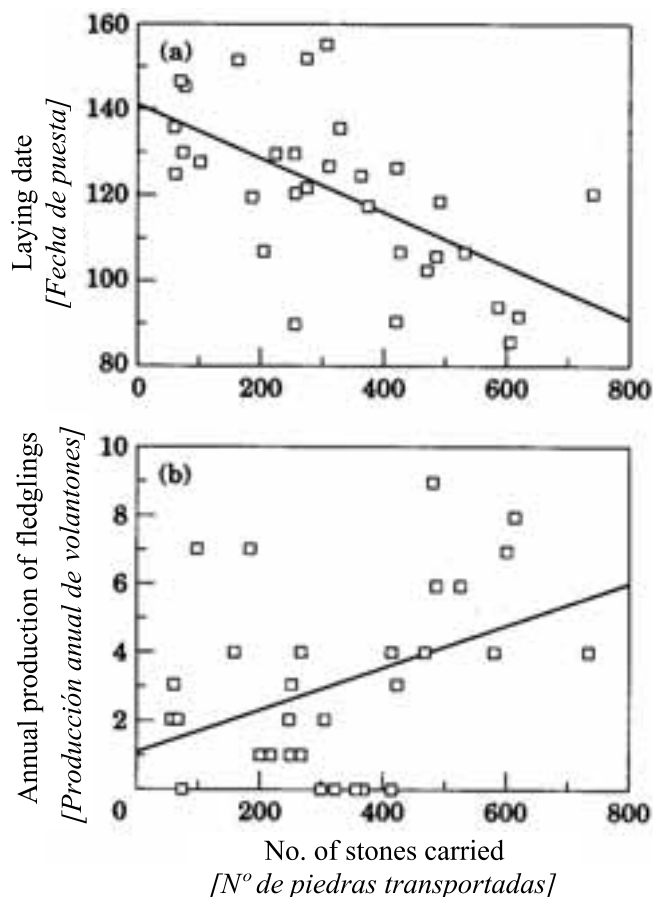 160
(a)
140
120
100
80
0 200 400 600 800
Laying date
[Fecha de puesta]
10
(b)
8
6
4
2
0
200 400 600 800
Annual production of fledglings
[Producción anual de volantones]
No. of stones carried
[Nº de piedras transportadas]